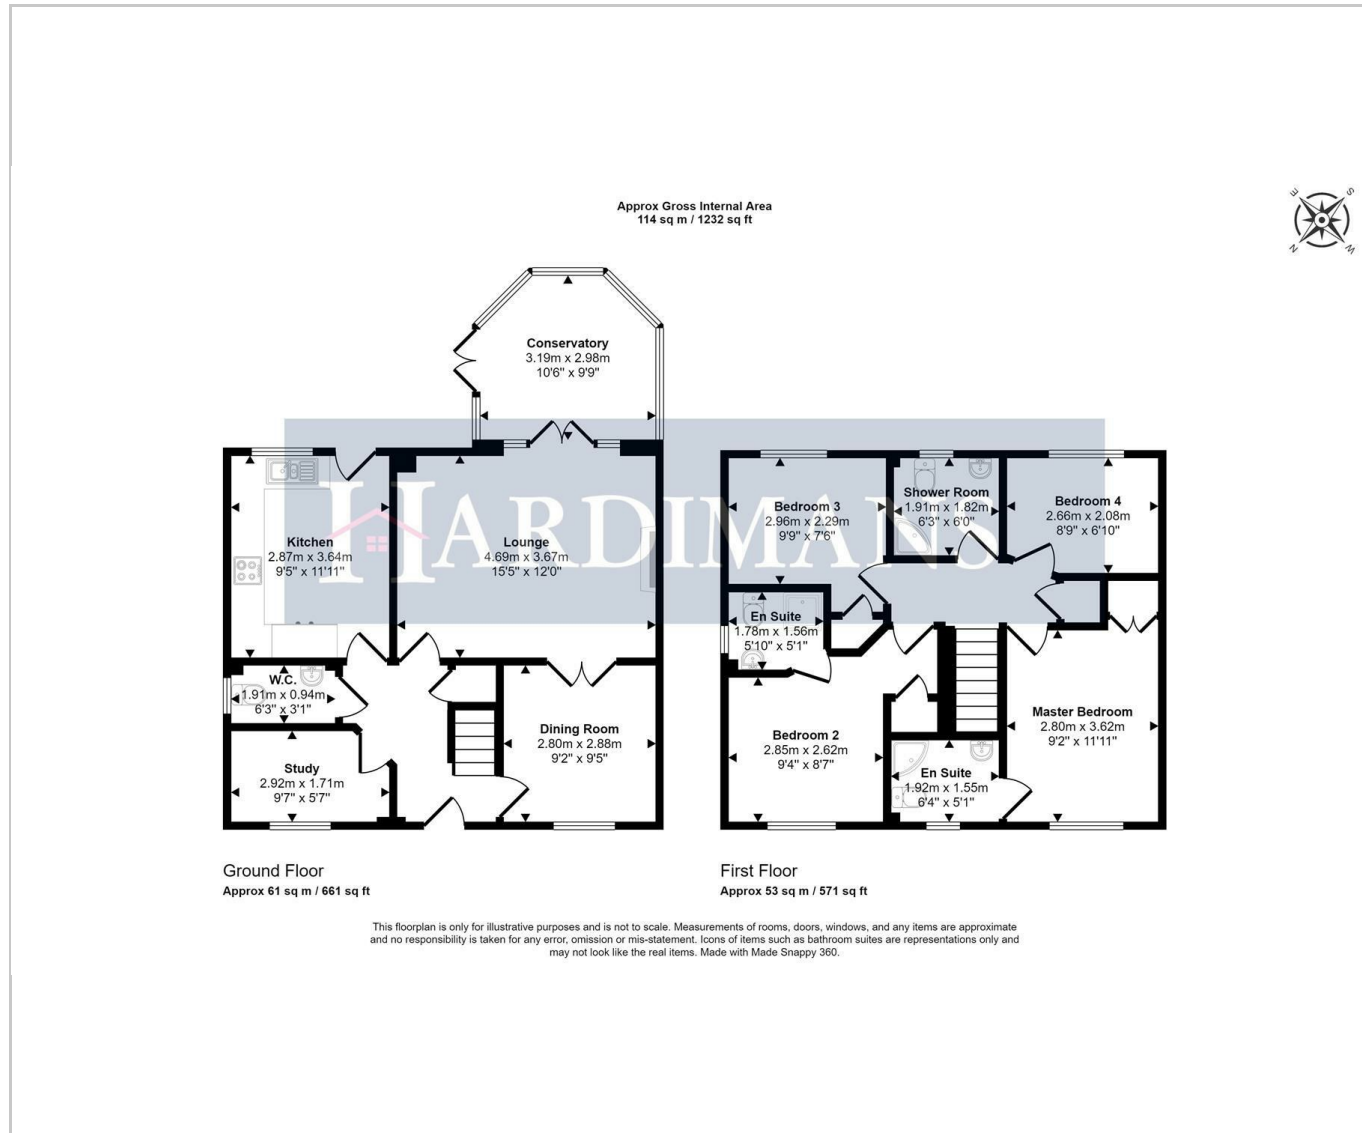 Approx Gross Internal Area
114 sq m / 1232 sq ft
E
S
N
W
Conservatory
3.19m x 2.98m
10'6" x 9'9"
HARDIMANS
Kitchen
2.87m x 3.64m
9'5" x 11'11"
Lounge
4.69m x 3.67m
15'5" x 12'0"
W.C.
1.91m x 0.94m
6'3" x 3'1"
Study
2.92m x 1.71m
9'7" x 5'7"
Dining Room
2.80m x 2.88m
9'2" x 9'5"
Bedroom 3
2.96m x 2.29m
9'9" x 7'6"
Shower Room
1.91m x 1.82m
6'3" x 6'0"
Bedroom 4
2.66m x 2.08m
8'9" x 6'10"
En Suite
1.78m x 1.56m
5'10" x 5'1"
Bedroom 2
2.85m x 2.62m
9'4" x 8'7"
En Suite
1.92m x 1.55m
6'4" x 5'1"
Master Bedroom
2.80m x 3.62m
9'2" x 11'11"
Ground Floor
Approx 61 sq m / 661 sq ft
First Floor
Approx 53 sq m / 571 sq ft
This floorplan is only for illustrative purposes and is not to scale. Measurements of rooms, doors, windows, and any items are approximate
and no responsibility is taken for any error, omission or mis-statement. Icons of items such as bathroom suites are representations only and
may not look like the real items. Made with Made Snappy 360.